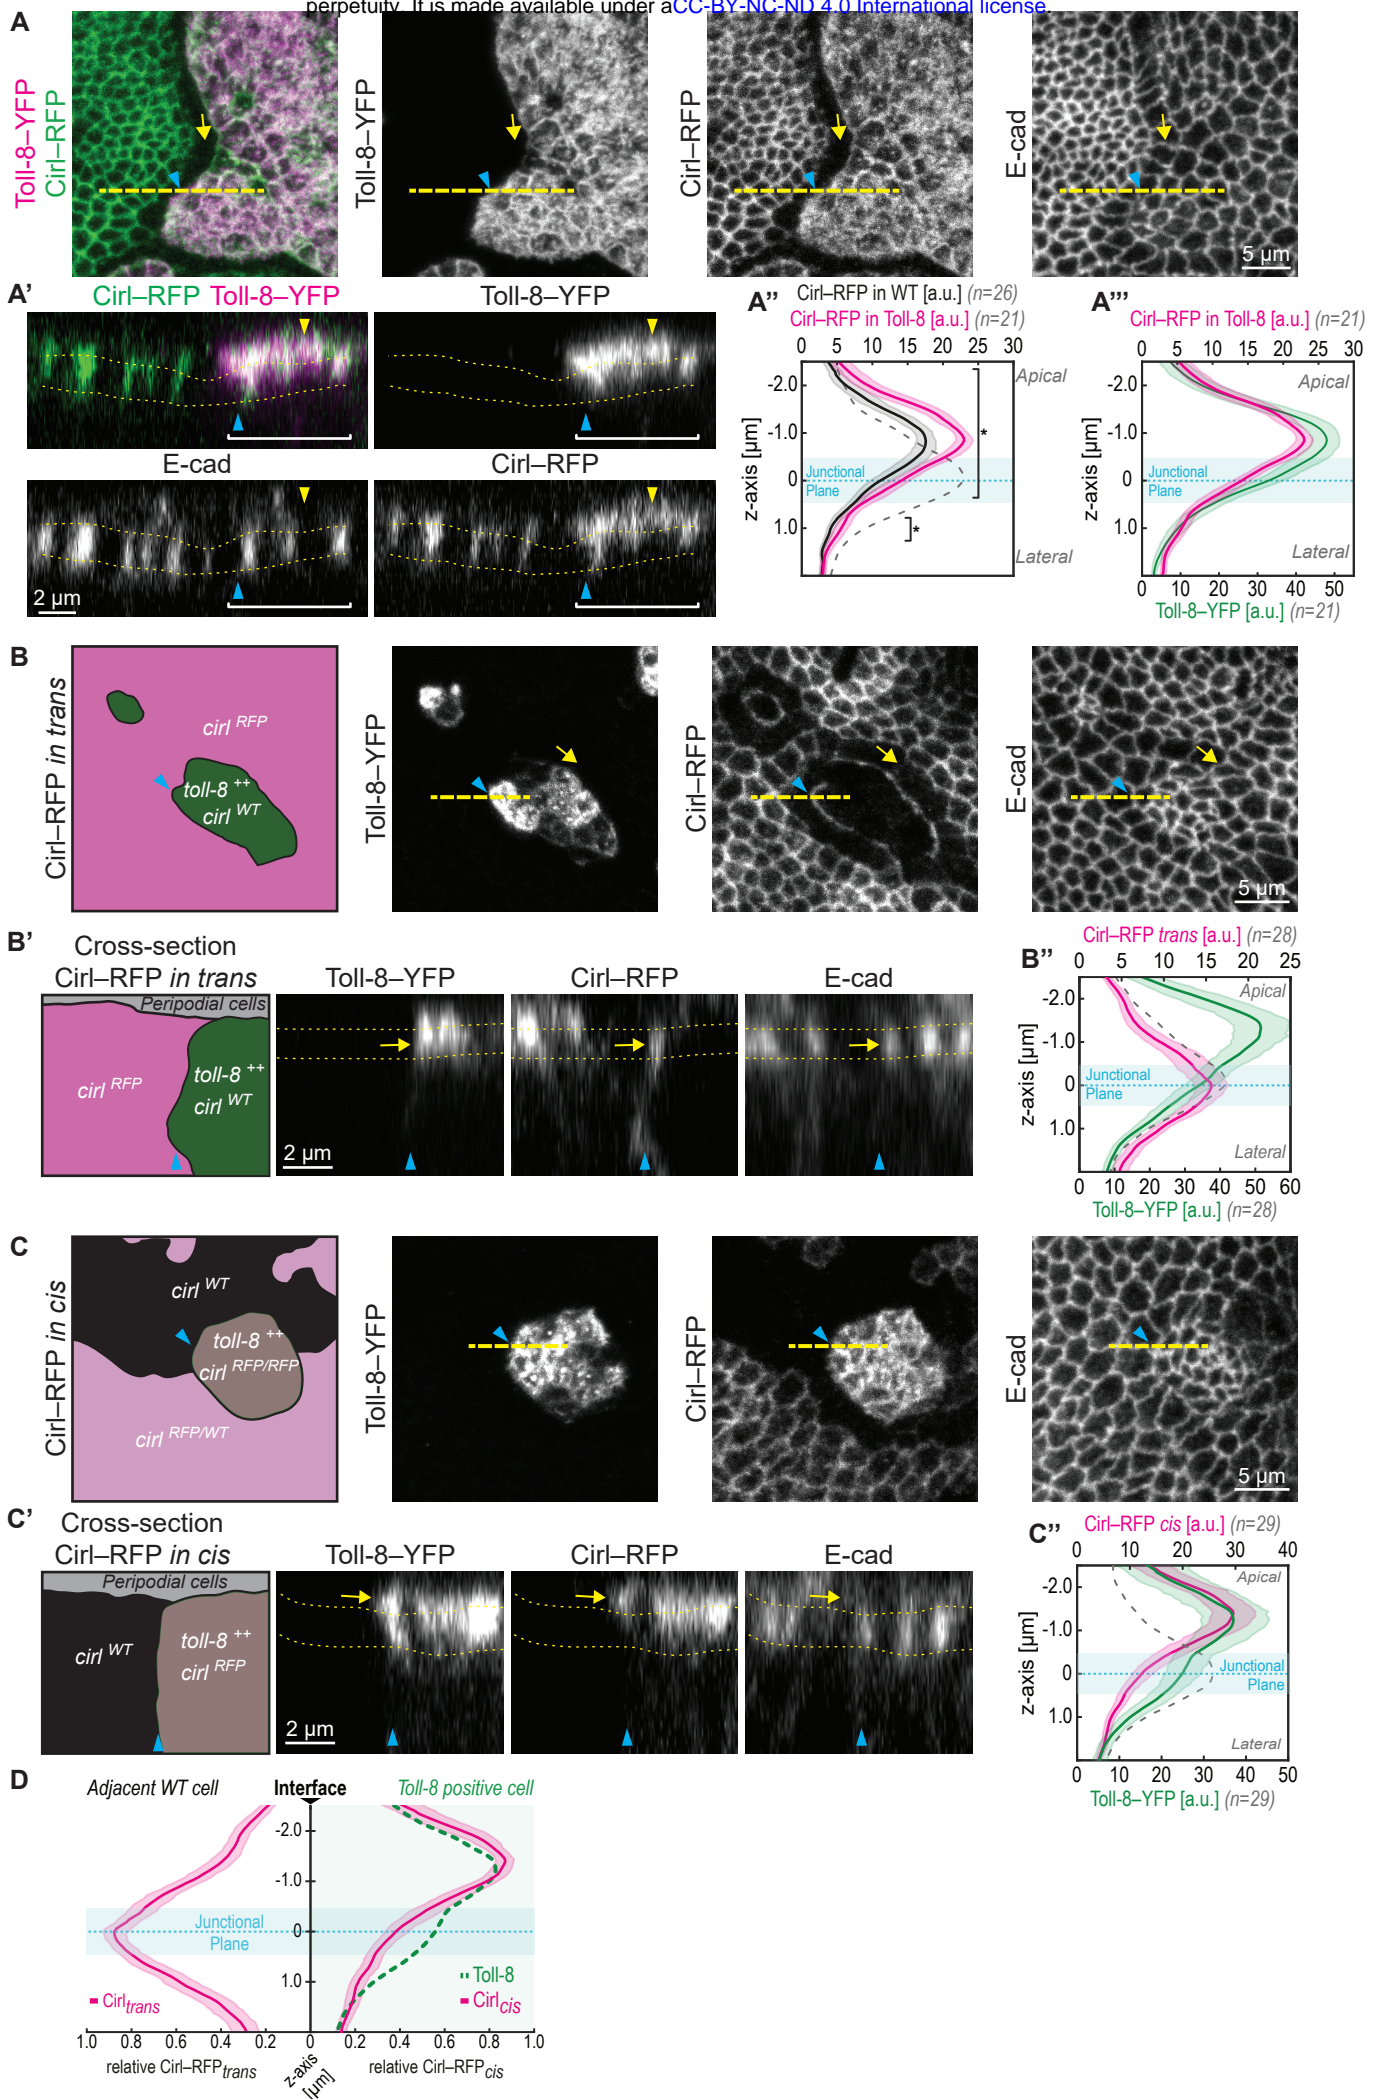 perpetuity. It is made available under aCC-BY-NC-ND 4.0 International license.
A
Toll-8–YFP
Cirl–RFP
Toll-8–YFP
Cirl–RFP
E-cad
5 µm
A'
Cirl–RFP Toll-8–YFP
Toll-8–YFP
E-cad
Cirl–RFP
2 µm
A''
Cirl–RFP in WT [a.u.] (n=26)
Cirl–RFP in Toll-8 [a.u.] (n=21)
0 5 10 15 20 25 30
Apical
-2.0
-1.0
0
1.0
z-axis [µm]
*
Junctional
Plane
*
Lateral
A'''
Cirl–RFP in Toll-8 [a.u.] (n=21)
0 5 10 15 20 25 30
Apical
-2.0
-1.0
0
1.0
z-axis [µm]
Junctional
Plane
Lateral
0 10 20 30 40 50
Toll-8–YFP [a.u.] (n=21)
B
Cirl–RFP in trans
cirl RFP
toll-8 ++
cirl WT
Toll-8–YFP
Cirl–RFP
E-cad
5 µm
B'
Cross-section
Cirl–RFP in trans
Peripodial cells
cirl RFP
toll-8 ++
cirl WT
Toll-8–YFP
2 µm
Cirl–RFP
E-cad
B''
Cirl–RFP trans [a.u.] (n=28)
0 5 10 15 20 25
Apical
-2.0
-1.0
0
1.0
z-axis [µm]
Junctional
Plane
Lateral
0 10 20 30 40 50 60
Toll-8–YFP [a.u.] (n=28)
C
Cirl–RFP in cis
cirl WT
toll-8 ++
cirl RFP/RFP
cirl RFP/WT
Toll-8–YFP
Cirl–RFP
E-cad
5 µm
C'
Cross-section
Cirl–RFP in cis
Peripodial cells
cirl WT
toll-8 ++
cirl RFP
Toll-8–YFP
2 µm
Cirl–RFP
E-cad
C''
Cirl–RFP cis [a.u.] (n=29)
0 10 20 30 40
Apical
-2.0
-1.0
0
1.0
z-axis [µm]
Junctional
Plane
Lateral
0 10 20 30 40 50
Toll-8–YFP [a.u.] (n=29)
D
Adjacent WT cell
Interface
Toll-8 positive cell
-2.0
-1.0
0
1.0
Junctional
Plane
Toll-8
Cirltrans
Cirlcis
1.0 0.8 0.6 0.4 0.2 0 0.2 0.4 0.6 0.8 1.0
relative Cirl–RFPtrans
z-axis
[µm]
relative Cirl–RFPcis